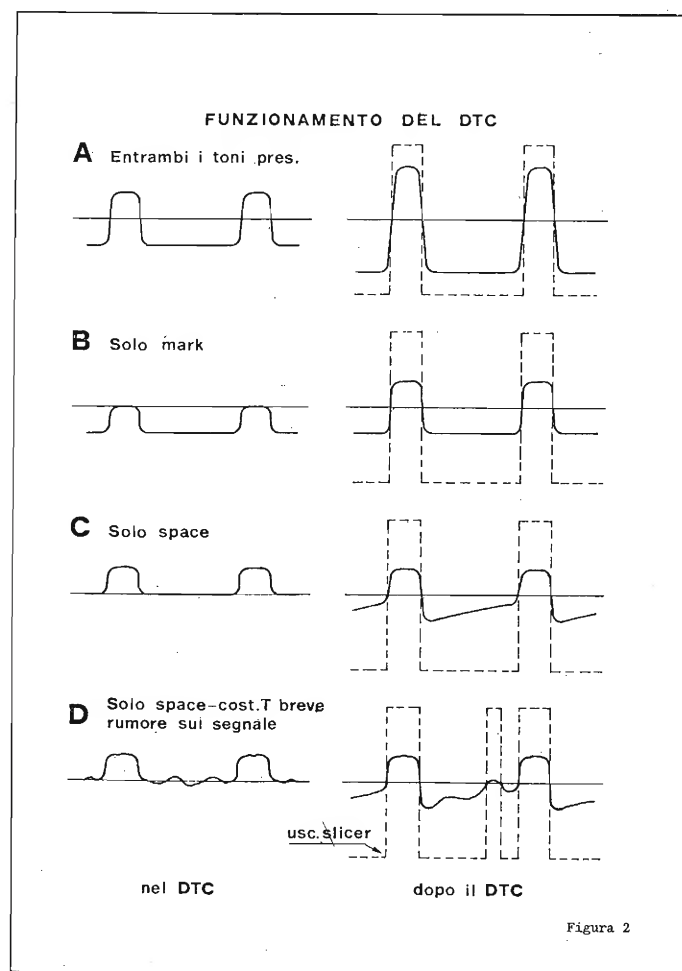 FUNZIONAMENTO DEL DTC
A Entrambi i toni pres.
B Solo mark
C Solo space
D Solo space-cost.T breve
rumore sul segnale
usc. slicer
nel DTC
dopo il DTC
Figura 2